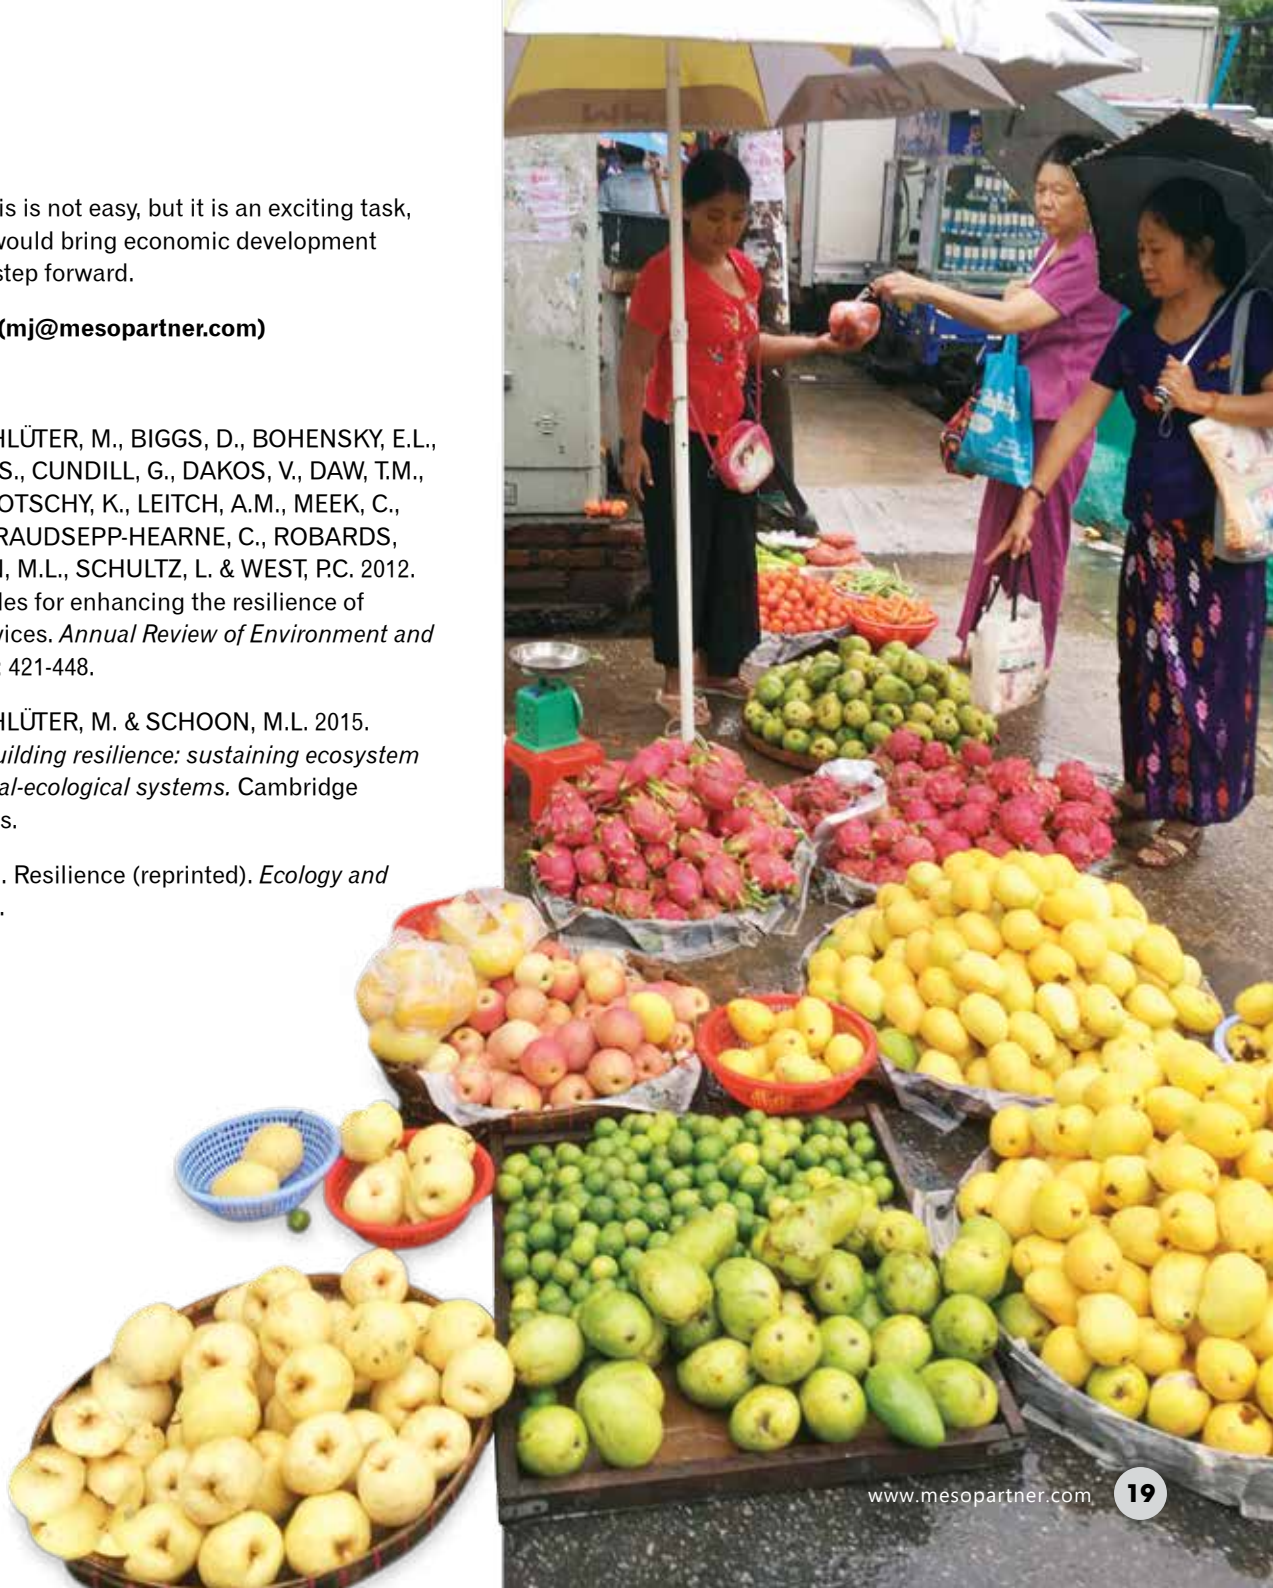 is is not easy, but it is an exciting task,
would bring economic development
step forward.
(mj@mesopartner.com)
HLÜTER, M., BIGGS, D., BOHENSKY, E.L.,
S., CUNDILL, G., DAKOS, V., DAW, T.M.,
OTSCHY, K., LEITCH, A.M., MEEK, C.,
RAUDSEPP-HEARNE, C., ROBARDS,
, M.L., SCHULTZ, L. & WEST, P.C. 2012.
les for enhancing the resilience of
vices. Annual Review of Environment and
: 421-448.
HLÜTER, M. & SCHOON, M.L. 2015.
uilding resilience: sustaining ecosystem
al-ecological systems. Cambridge
s.
. Resilience (reprinted). Ecology and
.
www.mesopartner.com 19